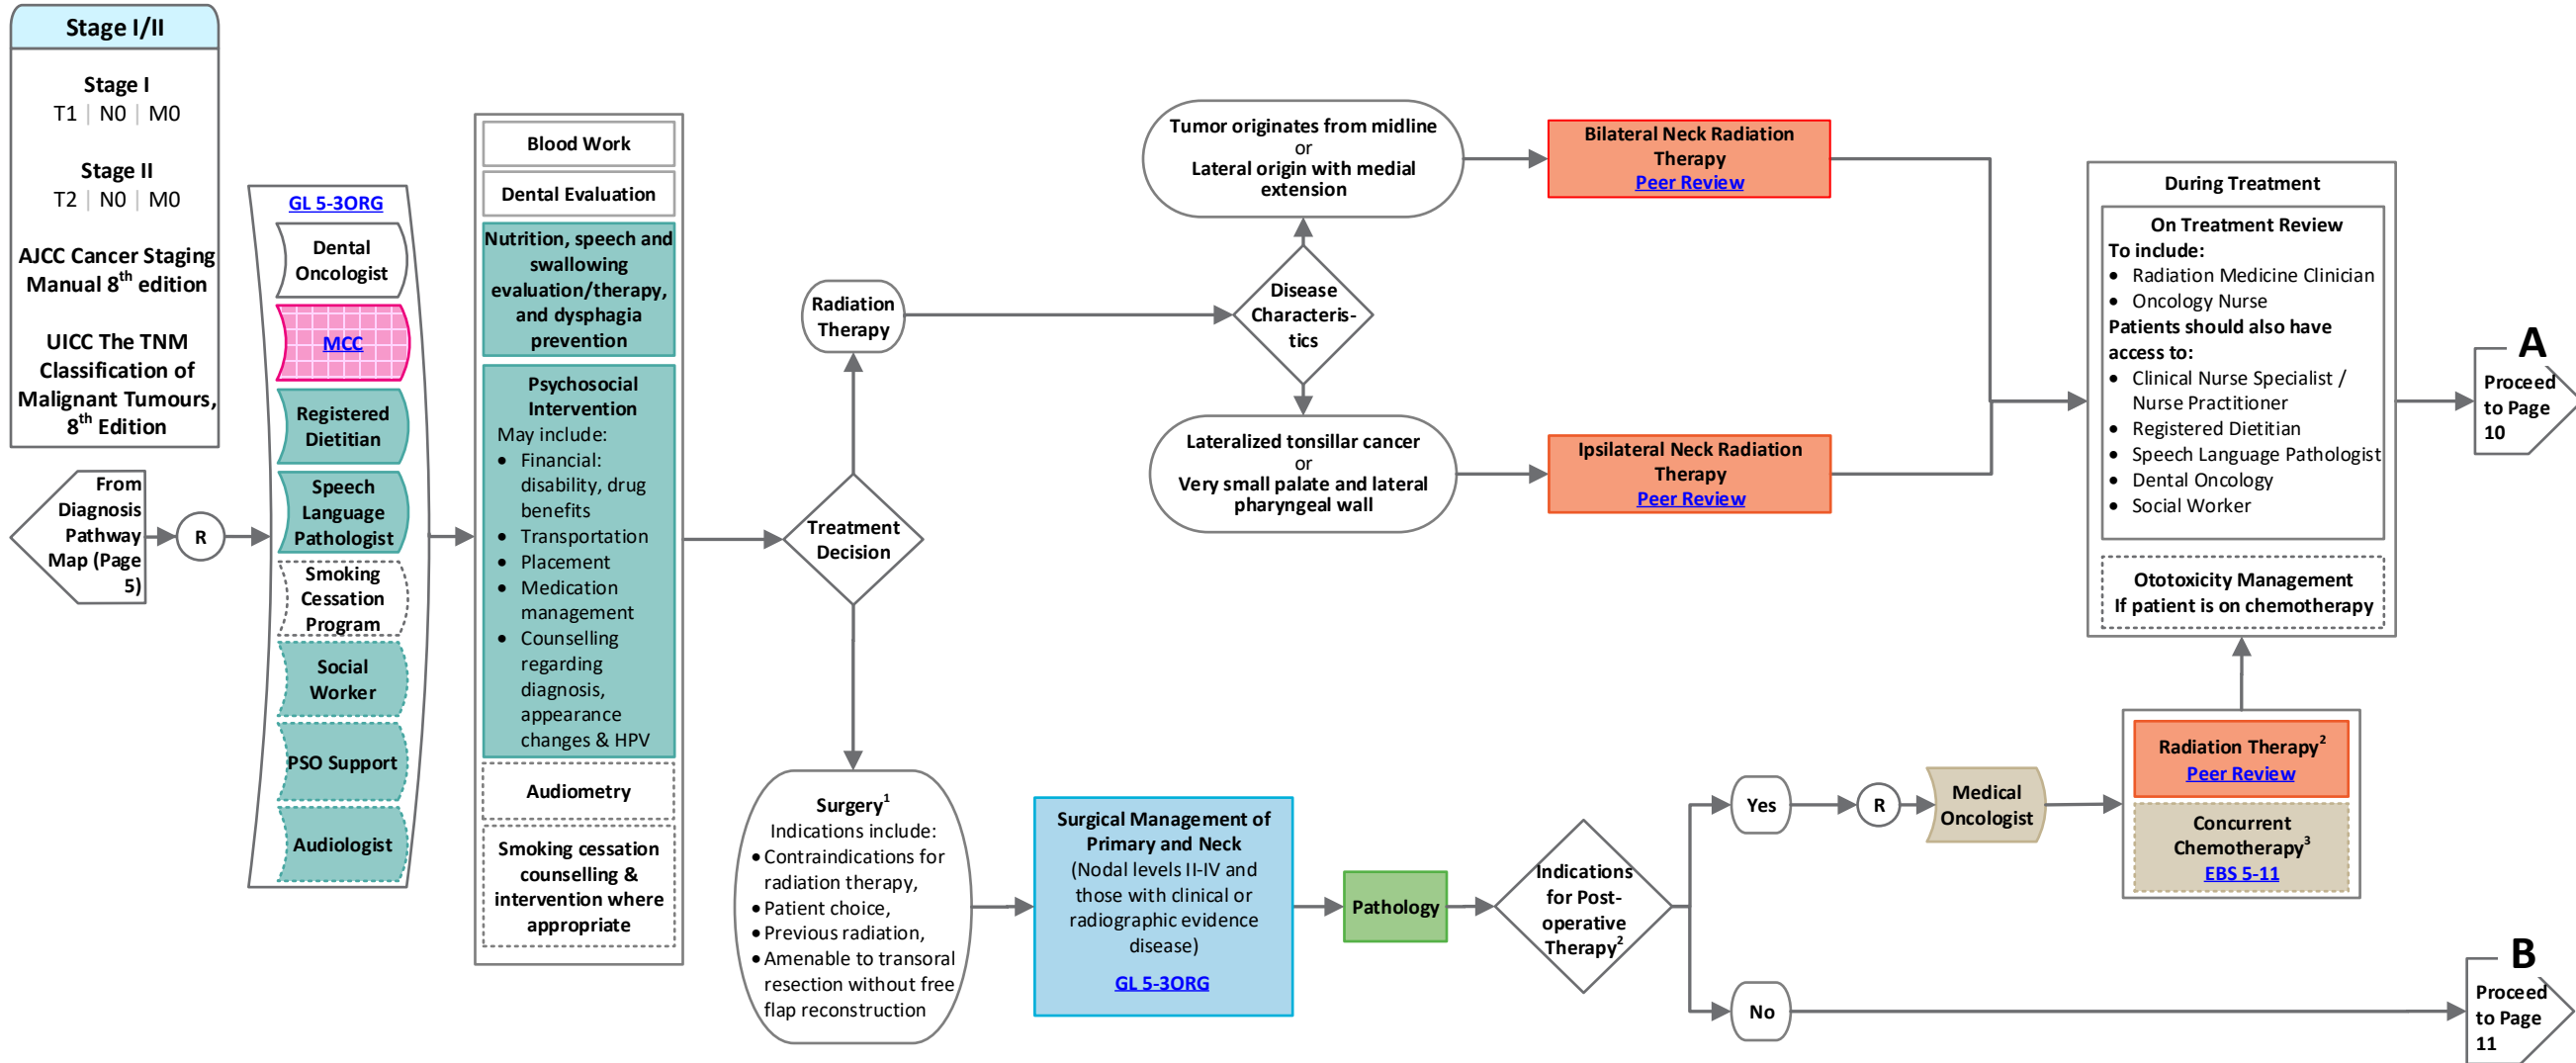 Stage I/II
Stage I
T1 | N0 | M0
Stage II
T2 | N0 | M0
AJCC Cancer Staging
Manual 8th edition
UICC The TNM
Classification of
Malignant Tumours,
8th Edition
From
Diagnosis
Pathway
Map (Page
5)
R
GL 5-3ORG
Dental
Oncologist
MCC
Registered
Dietitian
Speech
Language
Pathologist
Smoking
Cessation
Program
Social
Worker
PSO Support
Audiologist
Blood Work
Dental Evaluation
Nutrition, speech and
swallowing
evaluation/therapy,
and dysphagia
prevention
Psychosocial
Intervention
May include:
• Financial:
disability, drug
benefits
• Transportation
• Placement
• Medication
management
• Counselling
regarding
diagnosis,
appearance
changes & HPV
Audiometry
Smoking cessation
counselling &
intervention where
appropriate
Treatment
Decision
Radiation
Therapy
Disease
Characteris-
tics
Tumor originates from midline
or
Lateral origin with medial
extension
Bilateral Neck Radiation
Therapy
Peer Review
Lateralized tonsillar cancer
or
Very small palate and lateral
pharyngeal wall
Ipsilateral Neck Radiation
Therapy
Peer Review
During Treatment
On Treatment Review
To include:
• Radiation Medicine Clinician
• Oncology Nurse
Patients should also have
access to:
• Clinical Nurse Specialist /
Nurse Practitioner
• Registered Dietitian
• Speech Language Pathologist
• Dental Oncology
• Social Worker
Ototoxicity Management
If patient is on chemotherapy
A
Proceed
to Page
10
Surgery1
Indications include:
• Contraindications for
radiation therapy,
• Patient choice,
• Previous radiation,
• Amenable to transoral
resection without free
flap reconstruction
Surgical Management of
Primary and Neck
(Nodal levels II-IV and
those with clinical or
radiographic evidence
disease)
GL 5-3ORG
Pathology
Indications
for Post-
operative
Therapy2
Yes
R
Medical
Oncologist
Radiation Therapy2
Peer Review
Concurrent
Chemotherapy3
EBS 5-11
No
B
Proceed
to Page
11